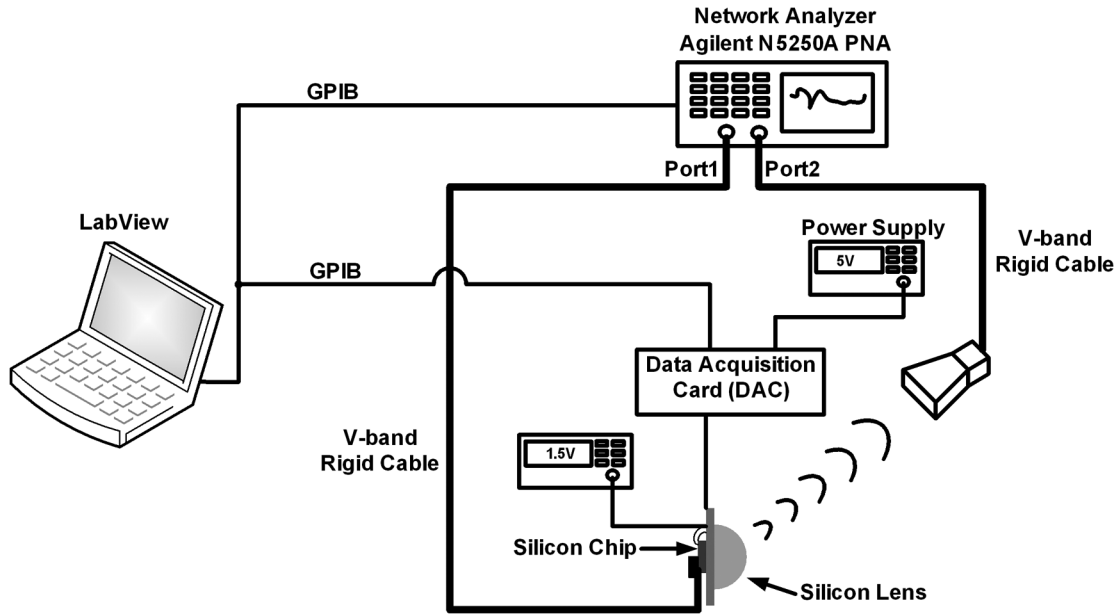 Network Analyzer
Agilent N5250A PNA
GPIB
Port1
Port2
LabView
Power Supply
5V
V-band
Rigid Cable
GPIB
Data Acquisition
Card (DAC)
V-band
Rigid Cable
1.5V
Silicon Chip
Silicon Lens